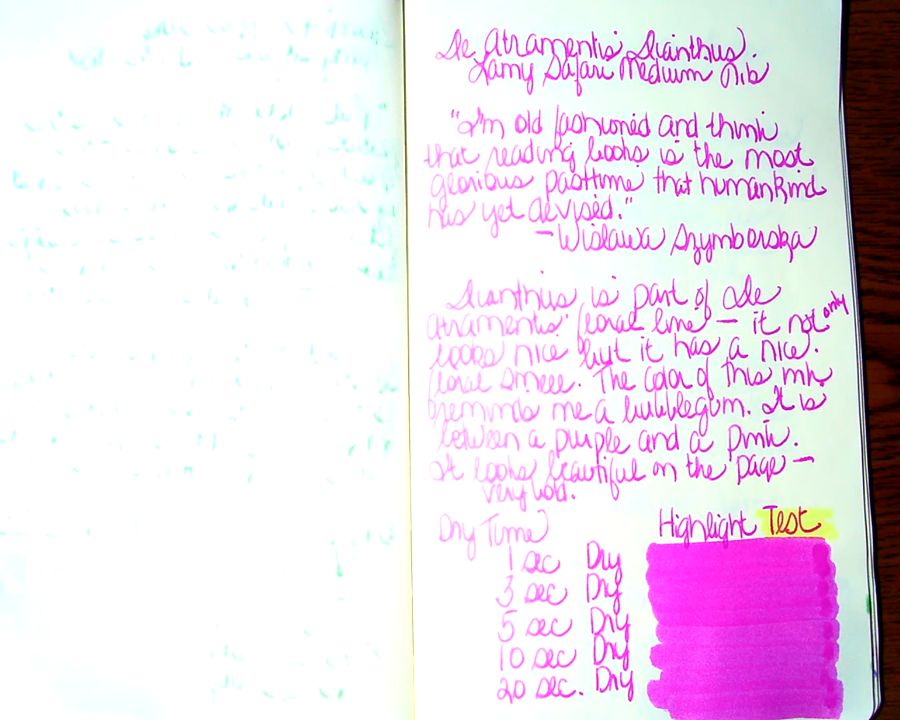 De Atramentis Dianthus.
Lamy Safari Medium Nib
"I'm old fashioned and think
that reading books is the most
glorious pasttime that humankind
has yet devised."
- Wislawa Szymborska
Dianthus is part of De
Atramentis' floral line - it not only
looks nice but it has a nice
floral smell. The color of this ink
reminds me a bubblegum. It is
between a purple and a pink.
It looks beautiful on the page -
very bold.
Dry Time
Highlight Test
1 sec Dry
3 sec Dry
5 sec Dry
10 sec Dry
20 sec. Dry